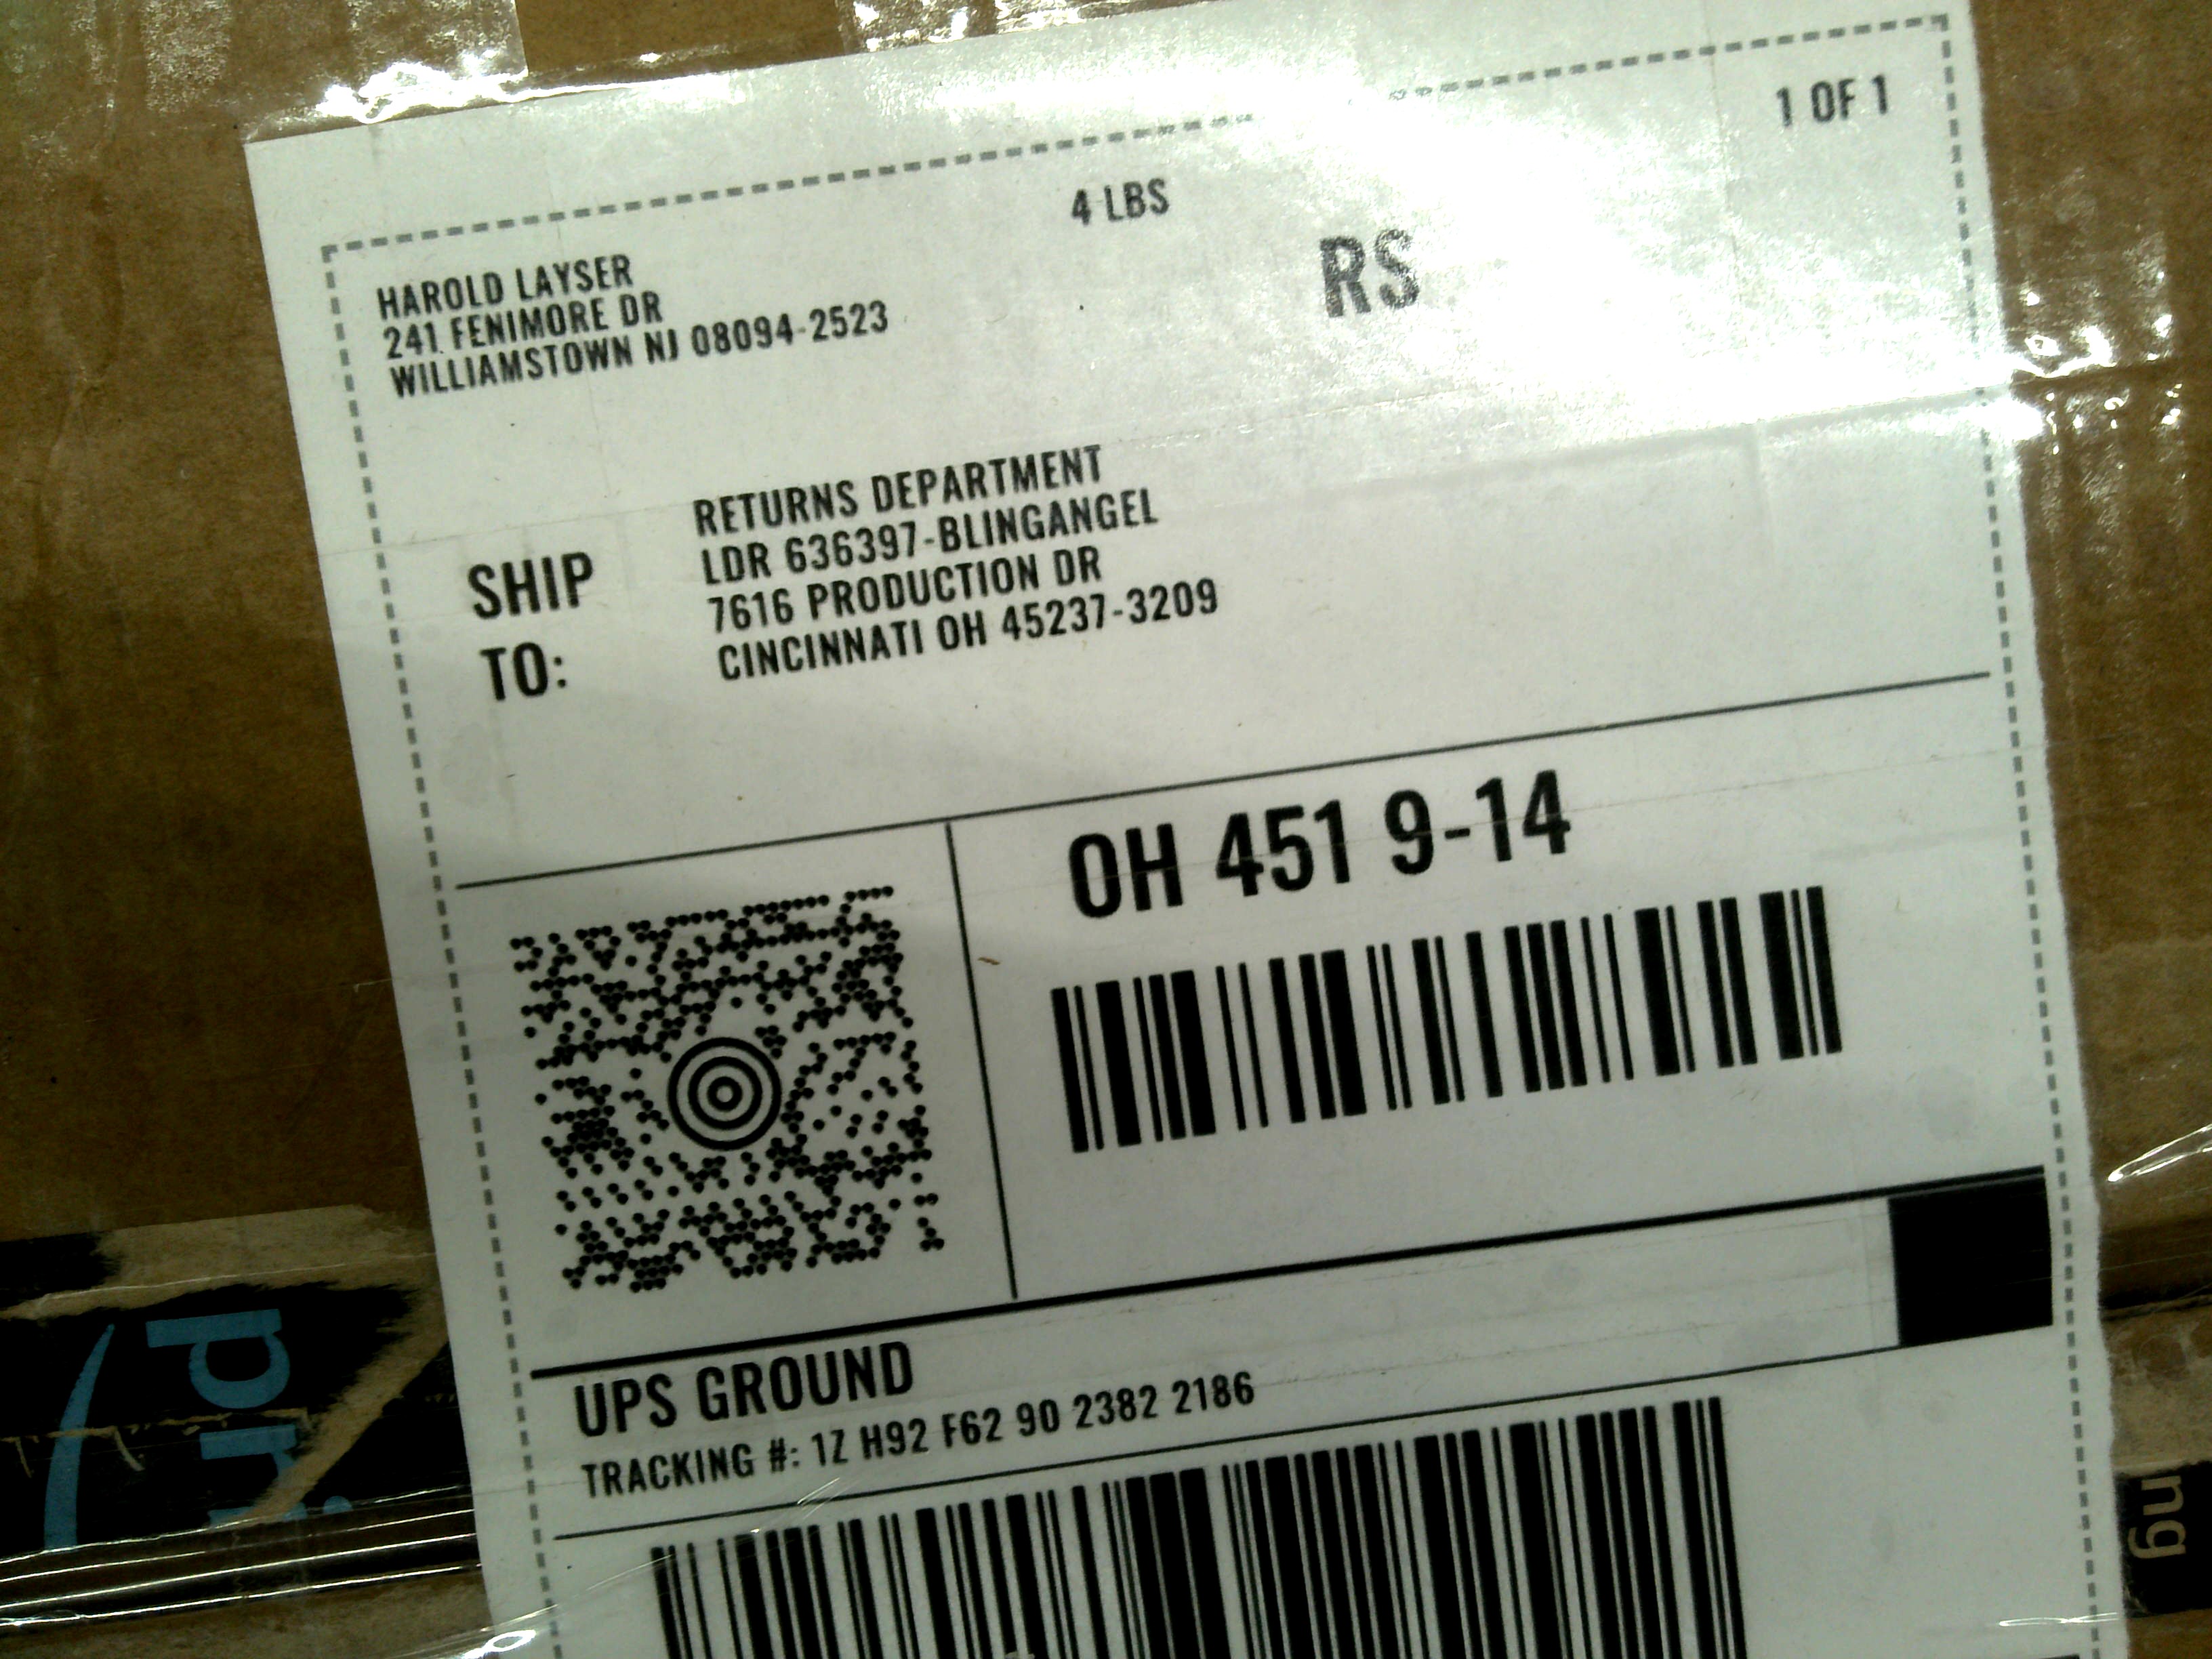 1 OF 1
4 LBS
RS
HAROLD LAYSER
241 FENIMORE DR
WILLIAMSTOWN NJ 08094-2523
SHIP
TO:
RETURNS DEPARTMENT
LDR 636397-BLINGANGEL
7616 PRODUCTION DR
CINCINNATI OH 45237-3209
OH 451 9-14
UPS GROUND
TRACKING #: 1Z H92 F62 90 2382 2186
pri
ng